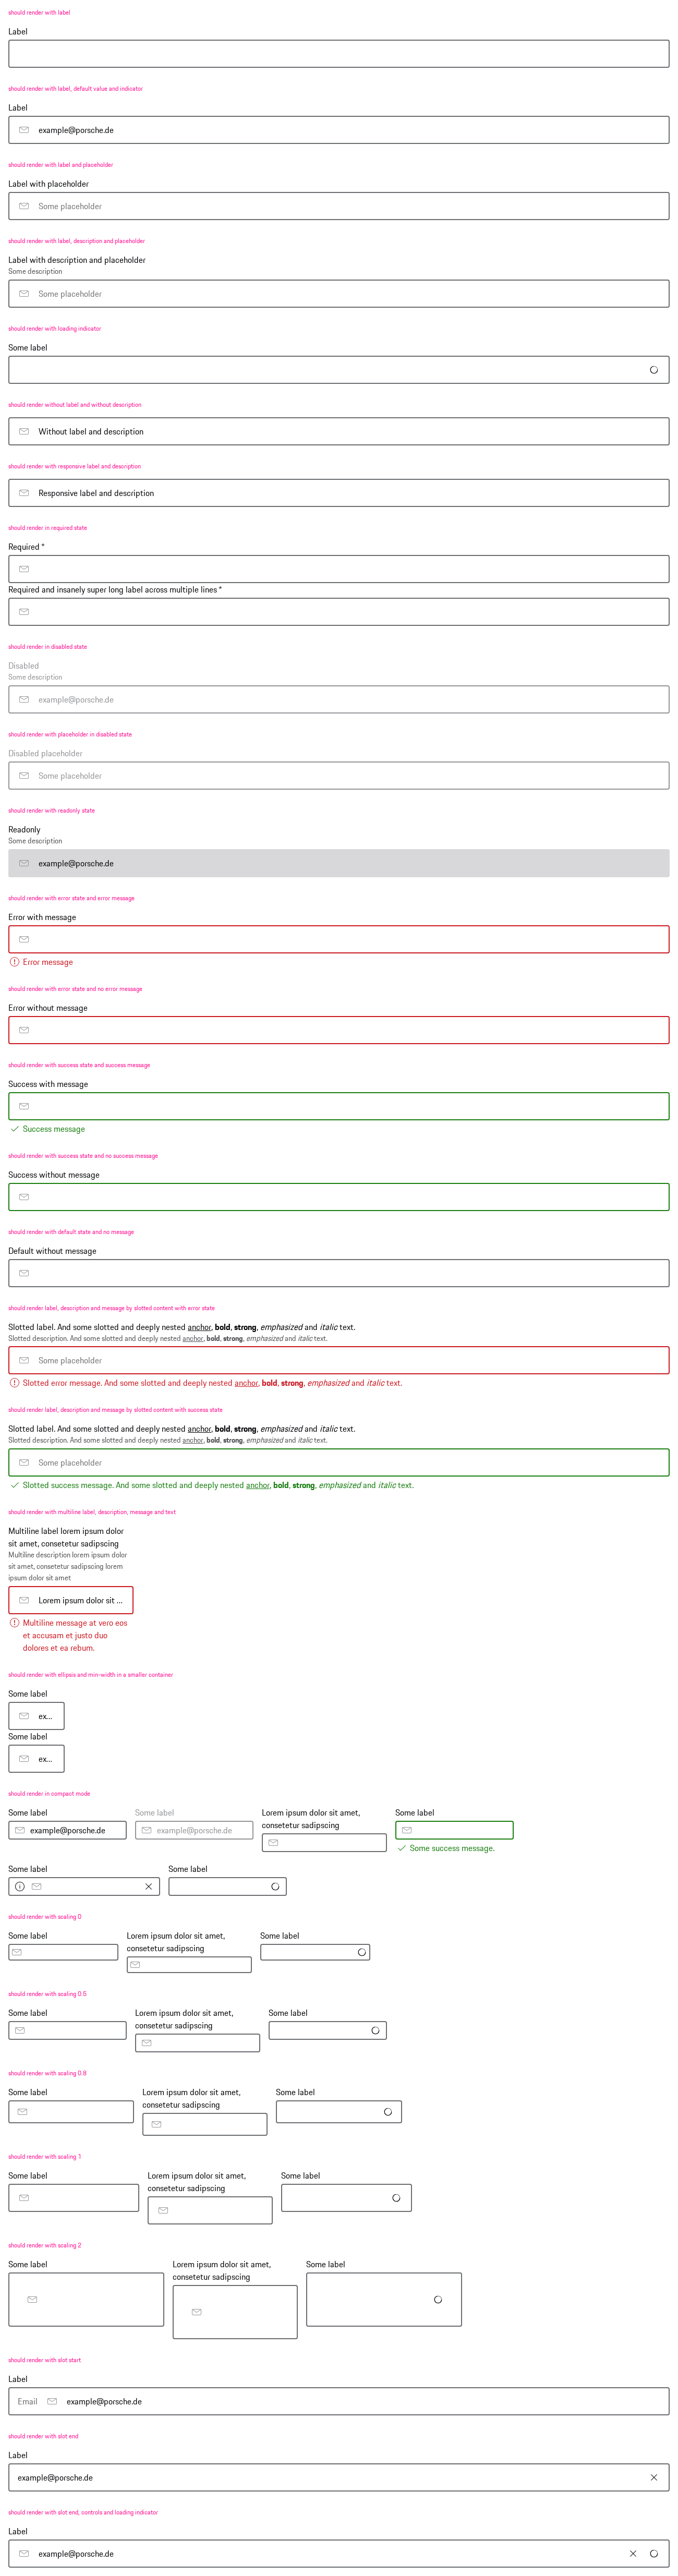 should render with label
Label
should render with label, default value and indicator
Label
example@porsche.de
should render with label and placeholder
Label with placeholder
Some placeholder
should render with label, description and placeholder
Label with description and placeholder
Some description
Some placeholder
should render with loading indicator
Some label
should render without label and without description
Without label and description
should render with responsive label and description
Responsive label and description
should render in required state
Required *
Required and insanely super long label across multiple lines *
should render in disabled state
Disabled
Some description
example@porsche.de
should render with placeholder in disabled state
Disabled placeholder
Some placeholder
should render with readonly state
Readonly
Some description
example@porsche.de
should render with error state and error message
Error with message
Error message
should render with error state and no error message
Error without message
should render with success state and success message
Success with message
Success message
should render with success state and no success message
Success without message
should render with default state and no message
Default without message
should render label, description and message by slotted content with error state
Slotted label. And some slotted and deeply nested anchor, bold, strong, emphasized and italic text.
Slotted description. And some slotted and deeply nested anchor, bold, strong, emphasized and italic text.
Some placeholder
Slotted error message. And some slotted and deeply nested anchor, bold, strong, emphasized and italic text.
should render label, description and message by slotted content with success state
Slotted label. And some slotted and deeply nested anchor, bold, strong, emphasized and italic text.
Slotted description. And some slotted and deeply nested anchor, bold, strong, emphasized and italic text.
Some placeholder
Slotted success message. And some slotted and deeply nested anchor, bold, strong, emphasized and italic text.
should render with multiline label, description, message and text
Multiline label lorem ipsum dolor
sit amet, consetetur sadipscing
Multiline description lorem ipsum dolor
sit amet, consetetur sadipscing lorem
ipsum dolor sit amet
Lorem ipsum dolor sit ...
Multiline message at vero eos
et accusam et justo duo
dolores et ea rebum.
should render with ellipsis and min-width in a smaller container
Some label
ex...
Some label
ex...
should render in compact mode
Some label
example@porsche.de
Some label
example@porsche.de
Lorem ipsum dolor sit amet,
consetetur sadipscing
Some label
Some success message.
Some label
Some label
should render with scaling 0
Some label
Lorem ipsum dolor sit amet,
consetetur sadipscing
Some label
should render with scaling 0.5
Some label
Lorem ipsum dolor sit amet,
consetetur sadipscing
Some label
should render with scaling 0.8
Some label
Lorem ipsum dolor sit amet,
consetetur sadipscing
Some label
should render with scaling 1
Some label
Lorem ipsum dolor sit amet,
consetetur sadipscing
Some label
should render with scaling 2
Some label
Lorem ipsum dolor sit amet,
consetetur sadipscing
Some label
should render with slot start
Label
Email example@porsche.de
should render with slot end
Label
example@porsche.de
should render with slot end, controls and loading indicator
Label
example@porsche.de